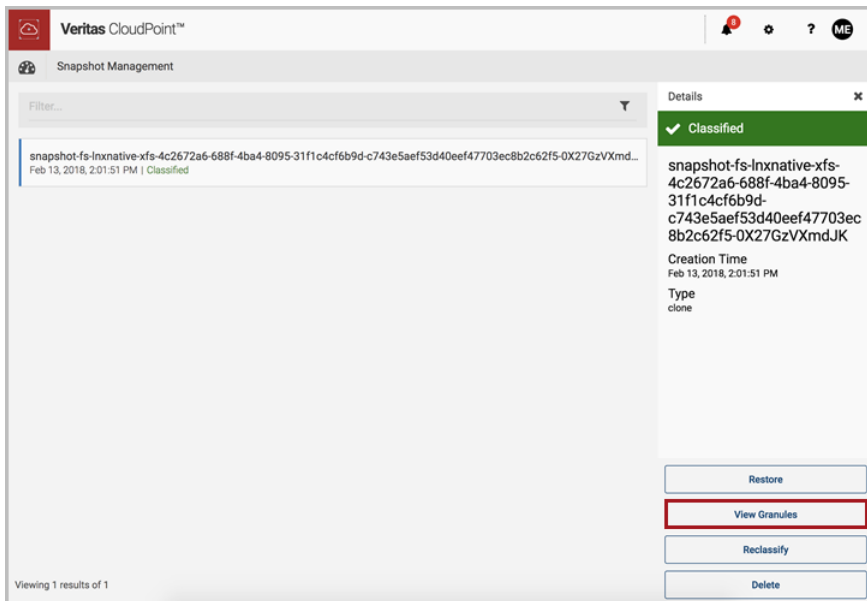 Veritas CloudPoint™
8
?
ME
Snapshot Management
Filter...
snapshot-fs-lnxnative-xfs-4c2672a6-688f-4ba4-8095-31f1c4cf6b9d-c743e5aef53d40eef47703ec8b2c62f5-0X27GzVXmd...
Feb 13, 2018, 2:01:51 PM | Classified
Viewing 1 results of 1
Details
Classified
snapshot-fs-lnxnative-xfs-
4c2672a6-688f-4ba4-8095-
31f1c4cf6b9d-
c743e5aef53d40eef47703ec
8b2c62f5-0X27GzVXmdJK
Creation Time
Feb 13, 2018, 2:01:51 PM
Type
clone
Restore
View Granules
Reclassify
Delete